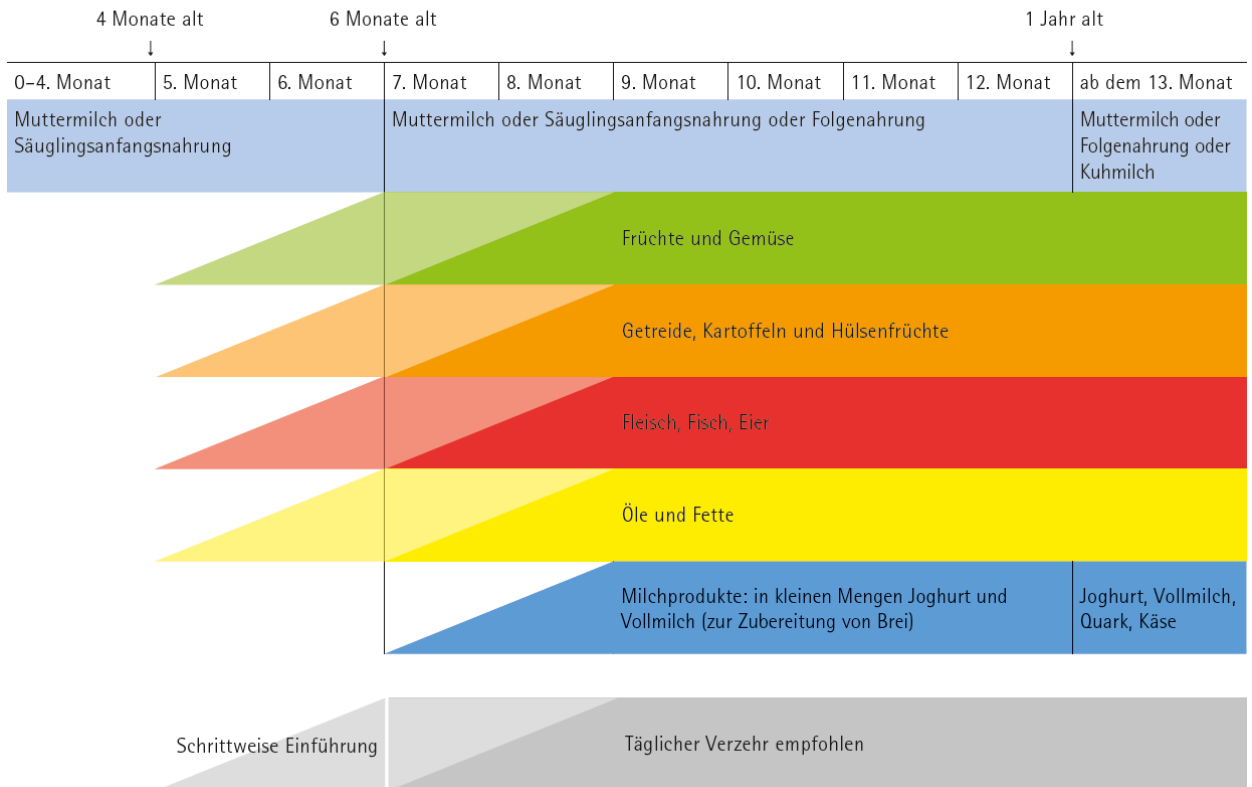 4 Monate alt
6 Monate alt
1 Jahr alt
0–4. Monat
5. Monat
6. Monat
7. Monat
8. Monat
9. Monat
10. Monat
11. Monat
12. Monat
ab dem 13. Monat
Muttermilch oder
Säuglingsanfangsnahrung
Muttermilch oder Säuglingsanfangsnahrung oder Folgenahrung
Muttermilch oder
Folgenahrung oder
Kuhmilch
Früchte und Gemüse
Getreide, Kartoffeln und Hülsenfrüchte
Fleisch, Fisch, Eier
Öle und Fette
Milchprodukte: in kleinen Mengen Joghurt und
Vollmilch (zur Zubereitung von Brei)
Joghurt, Vollmilch,
Quark, Käse
Schrittweise Einführung
Täglicher Verzehr empfohlen